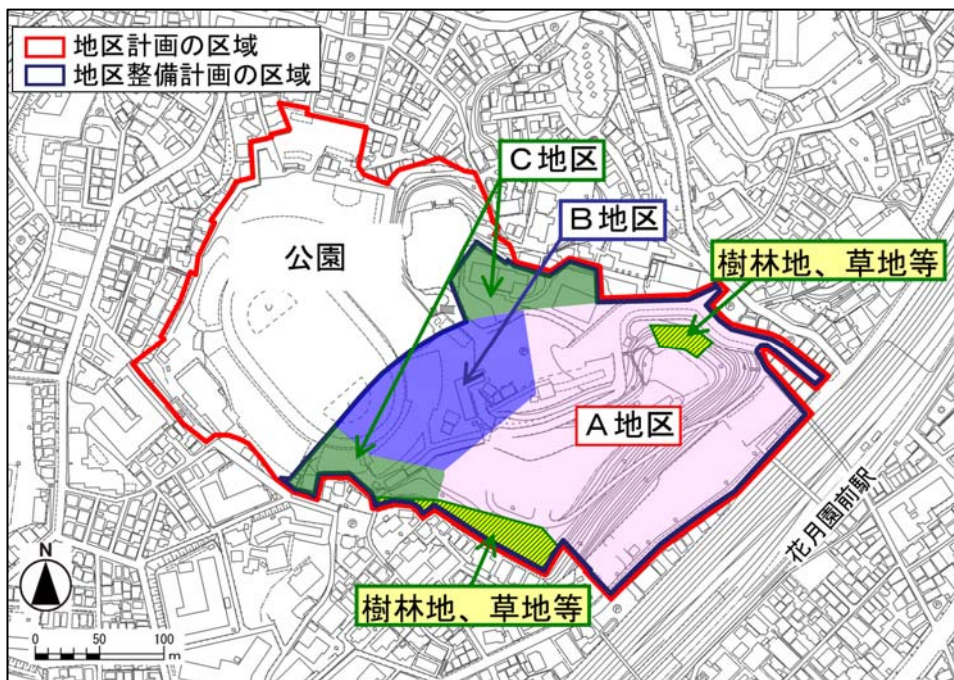 地区計画の区域
地区整備計画の区域
C地区
B地区
樹林地、草地等
公園
A地区
花月園前駅
樹林地、草地等
N
0 50 100
m